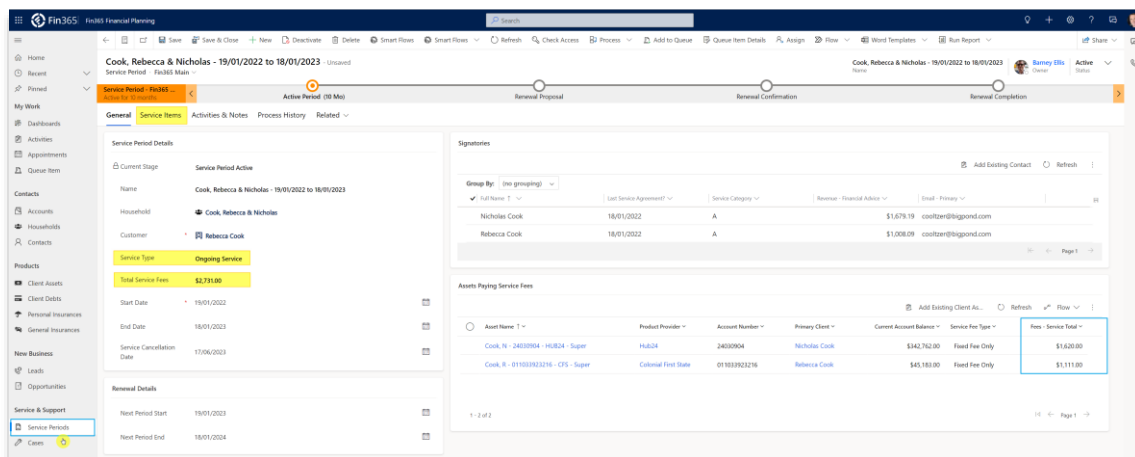 Fin365 Fin365 Financial Planning Search
Save Save & Close New Deactivate Delete Smart Flows Smart Flows Refresh Check Access Process Add to Queue Queue Item Details Assign Flow Word Templates Run Report Share
Home
Recent
Pinned
My Work
Dashboards
Activities
Appointments
Queue Item
Contacts
Accounts
Households
Contacts
Products
Client Assets
Client Debts
Personal Insurances
General Insurances
New Business
Leads
Opportunities
Service & Support
Service Periods
Cases
Cook, Rebecca & Nicholas - 19/01/2022 to 18/01/2023 - Unsaved
Service Period · Fin365 Main
Cook, Rebecca & Nicholas - 19/01/2022 to 18/01/2023
Name
Barney Ellis
Owner
Active
Status
Service Period - Fin365 ...
Active for 10 months
Active Period (10 Mo)
Renewal Proposal
Renewal Confirmation
Renewal Completion
General Service Items Activities & Notes Process History Related
Service Period Details
Current Stage Service Period Active
Name Cook, Rebecca & Nicholas - 19/01/2022 to 18/01/2023
Household Cook, Rebecca & Nicholas
Customer * Rebecca Cook
Service Type Ongoing Service
Total Service Fees $2,731.00
Start Date * 19/01/2022
End Date 18/01/2023
Service Cancellation
Date 17/06/2023
Renewal Details
Next Period Start 19/01/2023
Next Period End 18/01/2024
Signatories
Add Existing Contact Refresh
Group By: (no grouping)
Full Name Last Service Agreement? Service Category Revenue - Financial Advice Email - Primary
Nicholas Cook 18/01/2022 A $1,679.19 cooltzer@bigpond.com
Rebecca Cook 18/01/2022 A $1,008.09 cooltzer@bigpond.com
Page 1
Assets Paying Service Fees
Add Existing Client As... Refresh Flow
Asset Name Product Provider Account Number Primary Client Current Account Balance Service Fee Type Fees - Service Total
Cook, N - 24030904 - HUB24 - Super Hub24 24030904 Nicholas Cook $342,762.00 Fixed Fee Only $1,620.00
Cook, R - 011033923216 - CFS - Super Colonial First State 011033923216 Rebecca Cook $45,183.00 Fixed Fee Only $1,111.00
1 - 2 of 2 Page 1